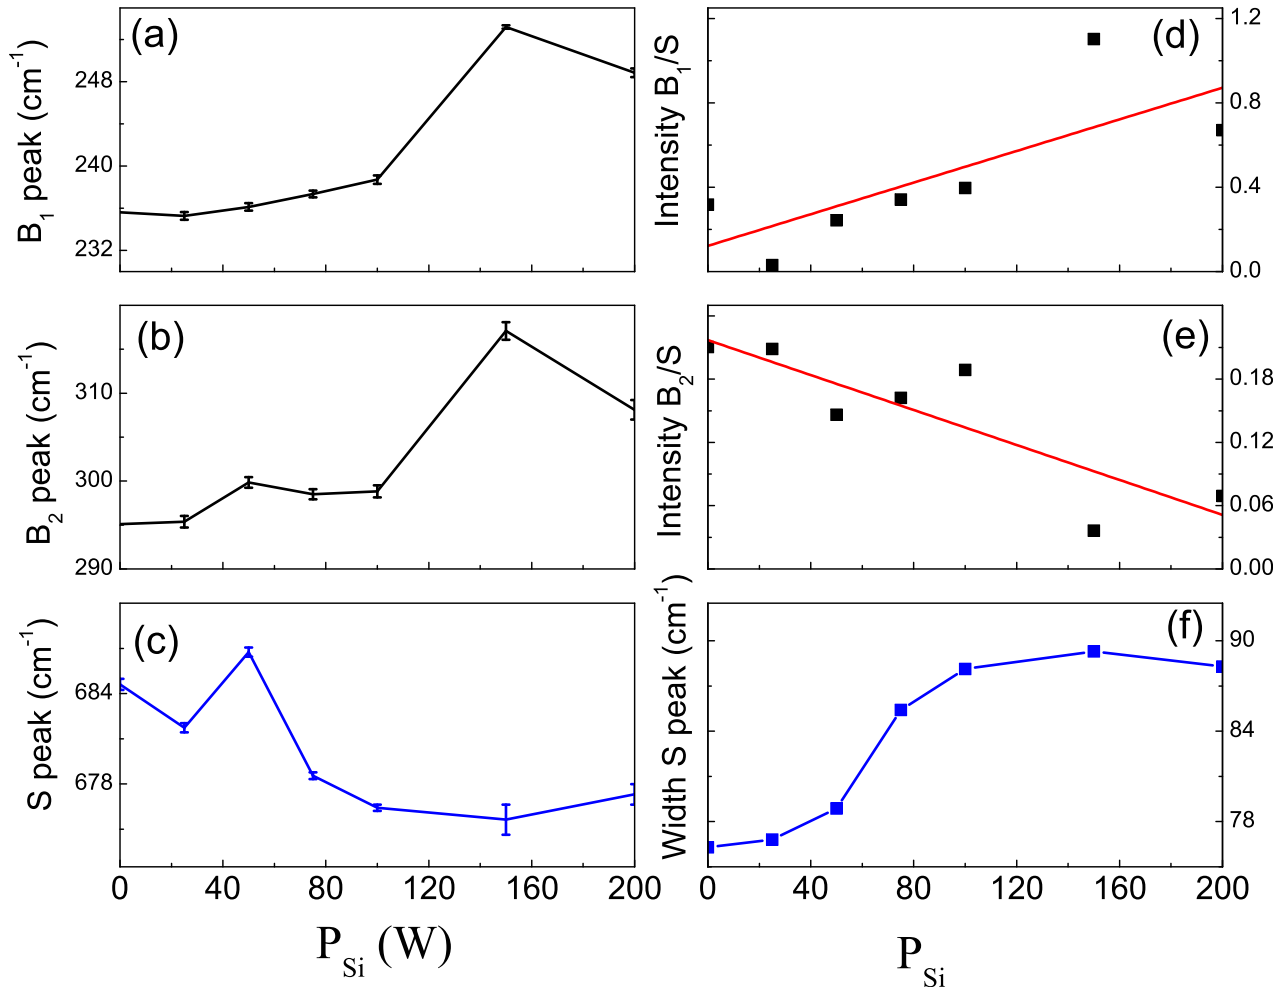 (a)
B₁ peak (cm⁻¹)
248
240
232
(b)
B₂ peak (cm⁻¹)
310
300
290
(c)
S peak (cm⁻¹)
684
678
0 40 80 120 160 200
P_Si (W)
(d)
Intensity B₁/S
1.2
0.8
0.4
0.0
(e)
Intensity B₂/S
0.18
0.12
0.06
0.00
(f)
Width S peak (cm⁻¹)
90
84
78
0 40 80 120 160 200
P_Si